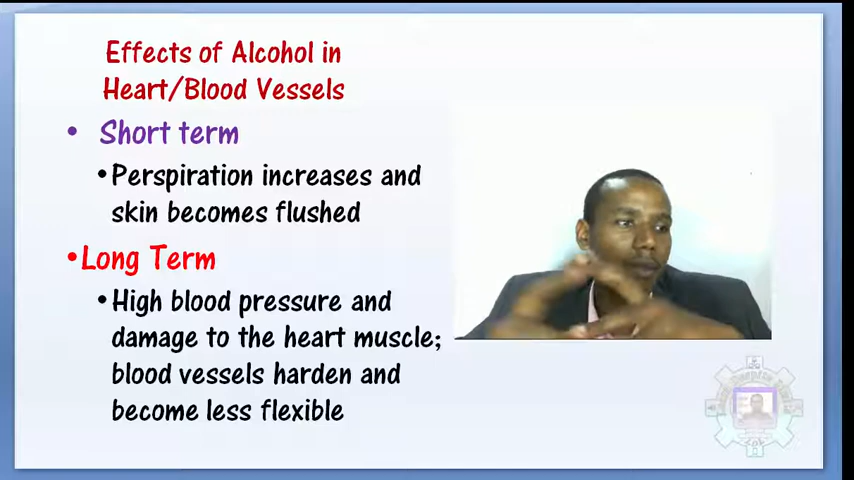 Effects of Alcohol in
Heart/Blood Vessels
• Short term
•Perspiration increases and
skin becomes flushed
•Long Term
•High blood pressure and
damage to the heart muscle;
blood vessels harden and
become less flexible